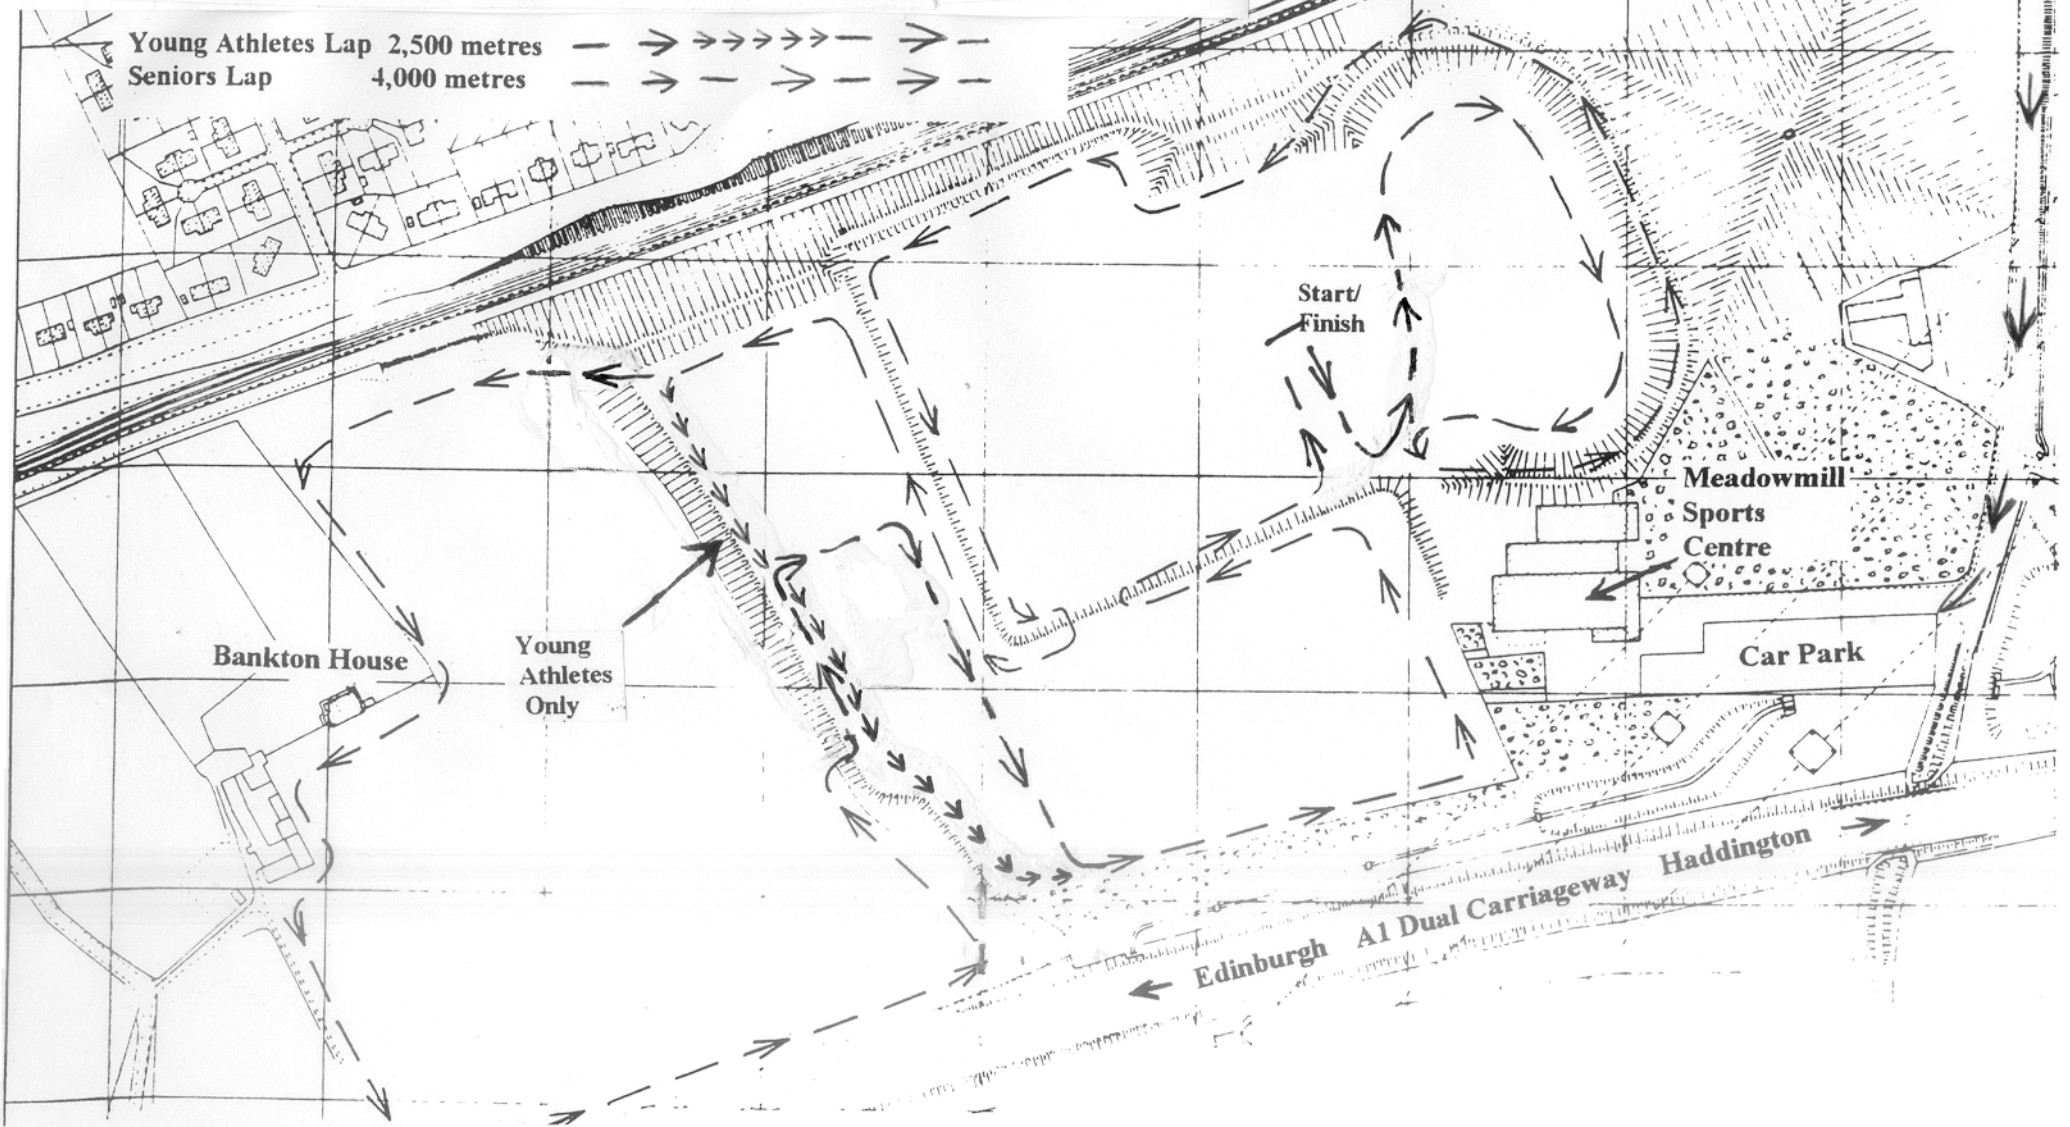 Young Athletes Lap 2,500 metres
Seniors Lap 4,000 metres
Start/
Finish
Meadowmill
Sports
Centre
Car Park
Bankton House
Young
Athletes
Only
Edinburgh A1 Dual Carriageway Haddington